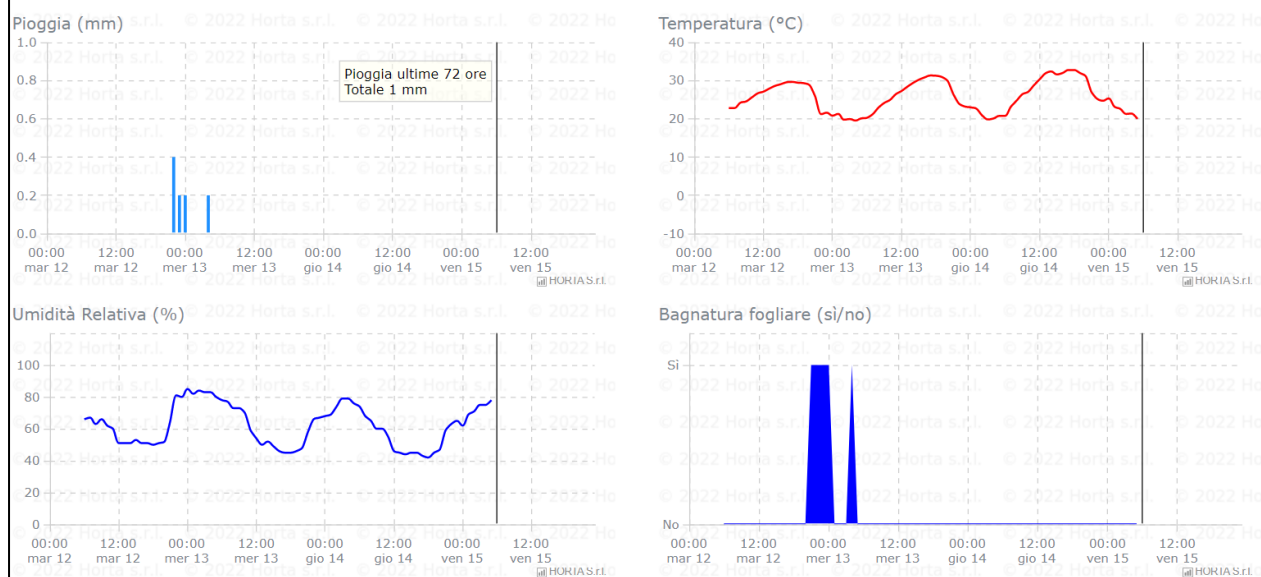 Pioggia (mm)
1.0
0.8
0.6
0.4
0.2
0.0
Pioggia ultime 72 ore
Totale 1 mm
00:00 12:00 00:00 12:00 00:00 12:00 00:00 12:00
mar 12 mar 12 mer 13 mer 13 gio 14 gio 14 ven 15 ven 15
HORTA S.r.l.
Temperatura (°C)
40
30
20
10
0
-10
00:00 12:00 00:00 12:00 00:00 12:00 00:00 12:00
mar 12 mar 12 mer 13 mer 13 gio 14 gio 14 ven 15 ven 15
HORTA S.r.l.
Umidità Relativa (%)
100
80
60
40
20
0
00:00 12:00 00:00 12:00 00:00 12:00 00:00 12:00
mar 12 mar 12 mer 13 mer 13 gio 14 gio 14 ven 15 ven 15
HORTA S.r.l.
Bagnatura fogliare (sì/no)
Si
No
00:00 12:00 00:00 12:00 00:00 12:00 00:00 12:00
mar 12 mar 12 mer 13 mer 13 gio 14 gio 14 ven 15 ven 15
HORTA S.r.l.
© 2022 Horta s.r.l.